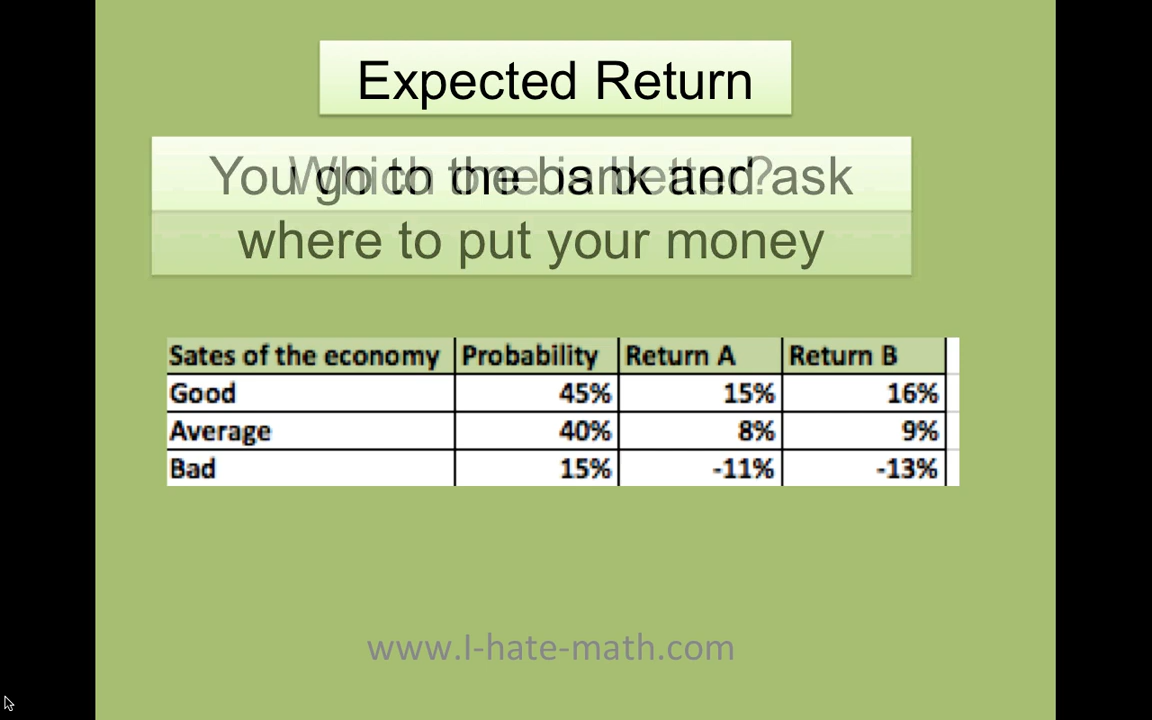 Expected Return
You go to the bank and ask
Which one is better?
where to put your money
Sates of the economy Probability Return A Return B
Good 45% 15% 16%
Average 40% 8% 9%
Bad 15% -11% -13%
www.I-hate-math.com